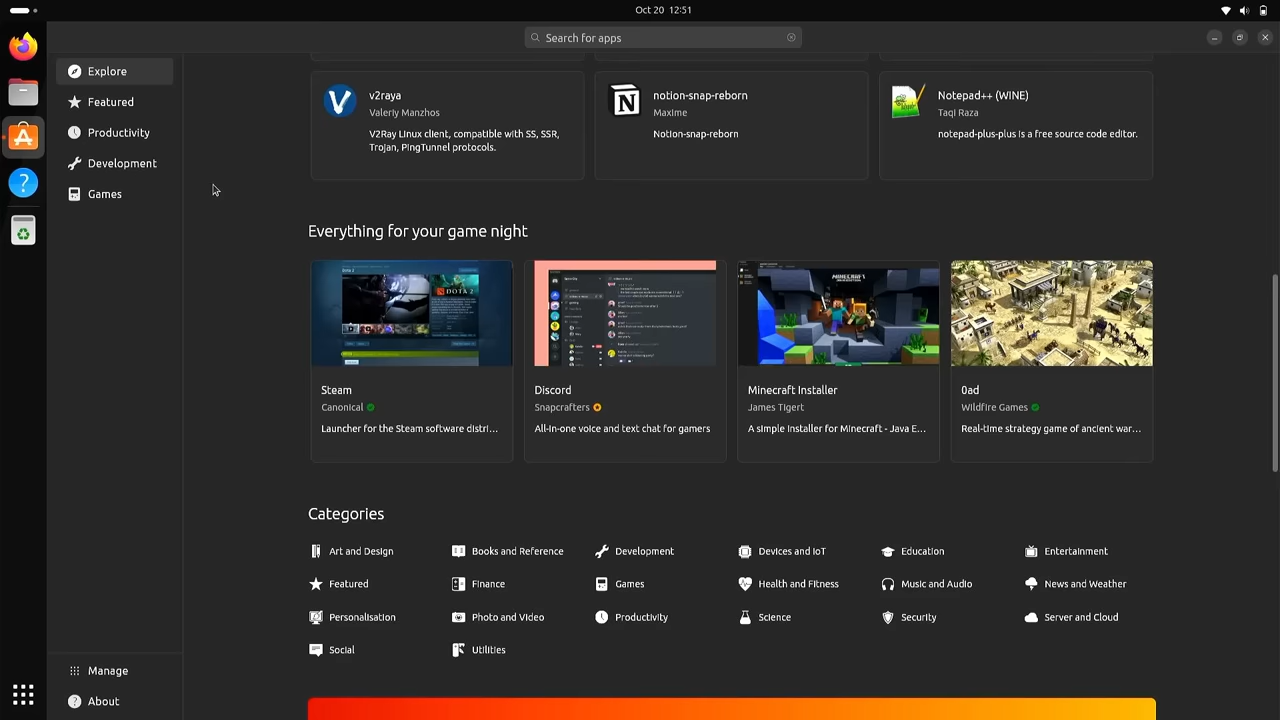 Oct 20 12:51
Search for apps
Explore
Featured
Productivity
Development
Games
Manage
About
v2raya
Valeriy Manzhos
V2Ray Linux client, compatible with SS, SSR,
Trojan, PingTunnel protocols.
notion-snap-reborn
Maxime
Notion-snap-reborn
Notepad++ (WINE)
Taqi Raza
notepad-plus-plus is a free source code editor.
Everything for your game night
DOTA 2
MINECRAFT
Steam
Canonical
Launcher for the Steam software distri...
Discord
Snapcrafters
All-in-one voice and text chat for gamers
Minecraft Installer
James Tigert
A simple installer for Minecraft - Java E...
0ad
Wildfire Games
Real-time strategy game of ancient war...
Categories
Art and Design
Books and Reference
Development
Devices and IoT
Education
Entertainment
Featured
Finance
Games
Health and Fitness
Music and Audio
News and Weather
Personalisation
Photo and Video
Productivity
Science
Security
Server and Cloud
Social
Utilities